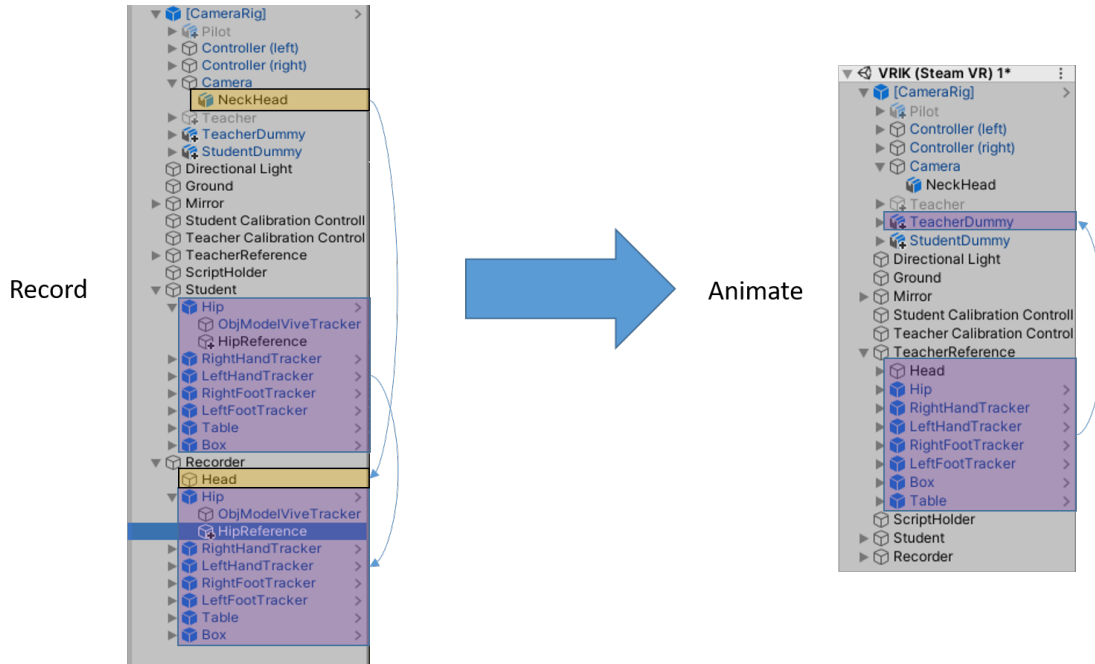 Record
[CameraRig]
Pilot
Controller (left)
Controller (right)
Camera
NeckHead
Teacher
TeacherDummy
StudentDummy
Directional Light
Ground
Mirror
Student Calibration Controll
Teacher Calibration Control
TeacherReference
ScriptHolder
Student
Hip
ObjModelViveTracker
HipReference
RightHandTracker
LeftHandTracker
RightFootTracker
LeftFootTracker
Table
Box
Recorder
Head
Hip
ObjModelViveTracker
HipReference
RightHandTracker
LeftHandTracker
RightFootTracker
LeftFootTracker
Table
Box
Animate
VRIK (Steam VR) 1*
[CameraRig]
Pilot
Controller (left)
Controller (right)
Camera
NeckHead
Teacher
TeacherDummy
StudentDummy
Directional Light
Ground
Mirror
Student Calibration Controll
Teacher Calibration Control
TeacherReference
Head
Hip
RightHandTracker
LeftHandTracker
RightFootTracker
LeftFootTracker
Box
Table
ScriptHolder
Student
Recorder